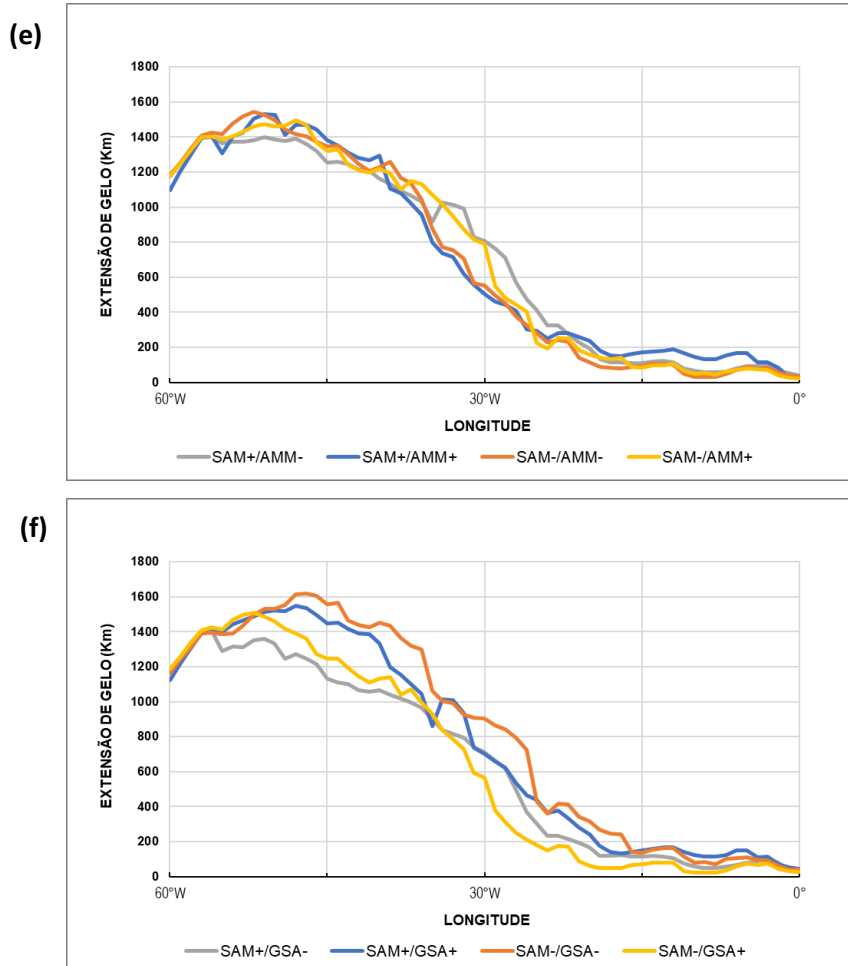 (e)
EXTENSÃO DE GELO (Km)
1800
1600
1400
1200
1000
800
600
400
200
0
60°W
30°W
0°
LONGITUDE
SAM+/AMM- SAM+/AMM+ SAM-/AMM- SAM-/AMM+
(f)
EXTENSÃO DE GELO (Km)
1800
1600
1400
1200
1000
800
600
400
200
0
60°W
30°W
0°
LONGITUDE
SAM+/GSA- SAM+/GSA+ SAM-/GSA- SAM-/GSA+